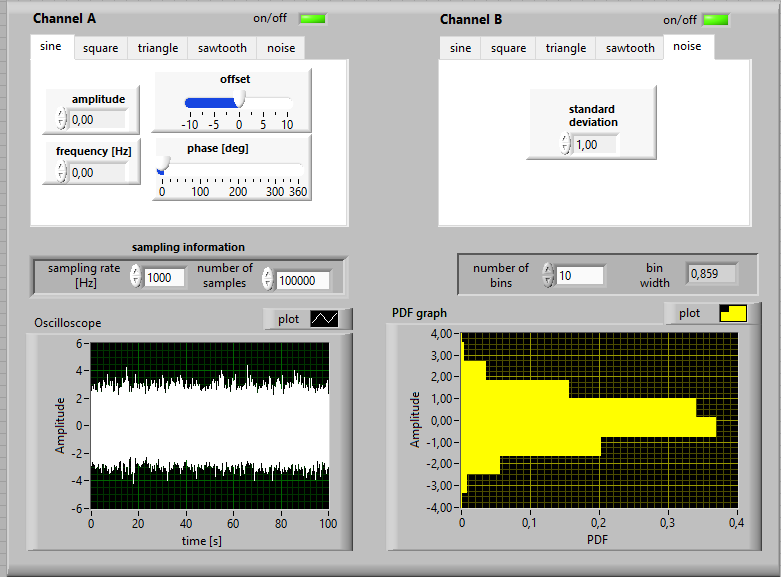 Channel A
on/off
sine square triangle sawtooth noise
amplitude
0,00
offset
-10 -5 0 5 10
frequency [Hz]
0,00
phase [deg]
0 100 200 300 360
Channel B
on/off
sine square triangle sawtooth noise
standard
deviation
1,00
sampling information
sampling rate
[Hz]
1000
number of
samples
100000
number of
bins
10
bin
width
0,859
Oscilloscope
plot
Amplitude
6
4
2
0
-2
-4
-6
0 20 40 60 80 100
time [s]
PDF graph
plot
Amplitude
4,00
3,00
2,00
1,00
0,00
-1,00
-2,00
-3,00
-4,00
0 0,1 0,2 0,3 0,4
PDF